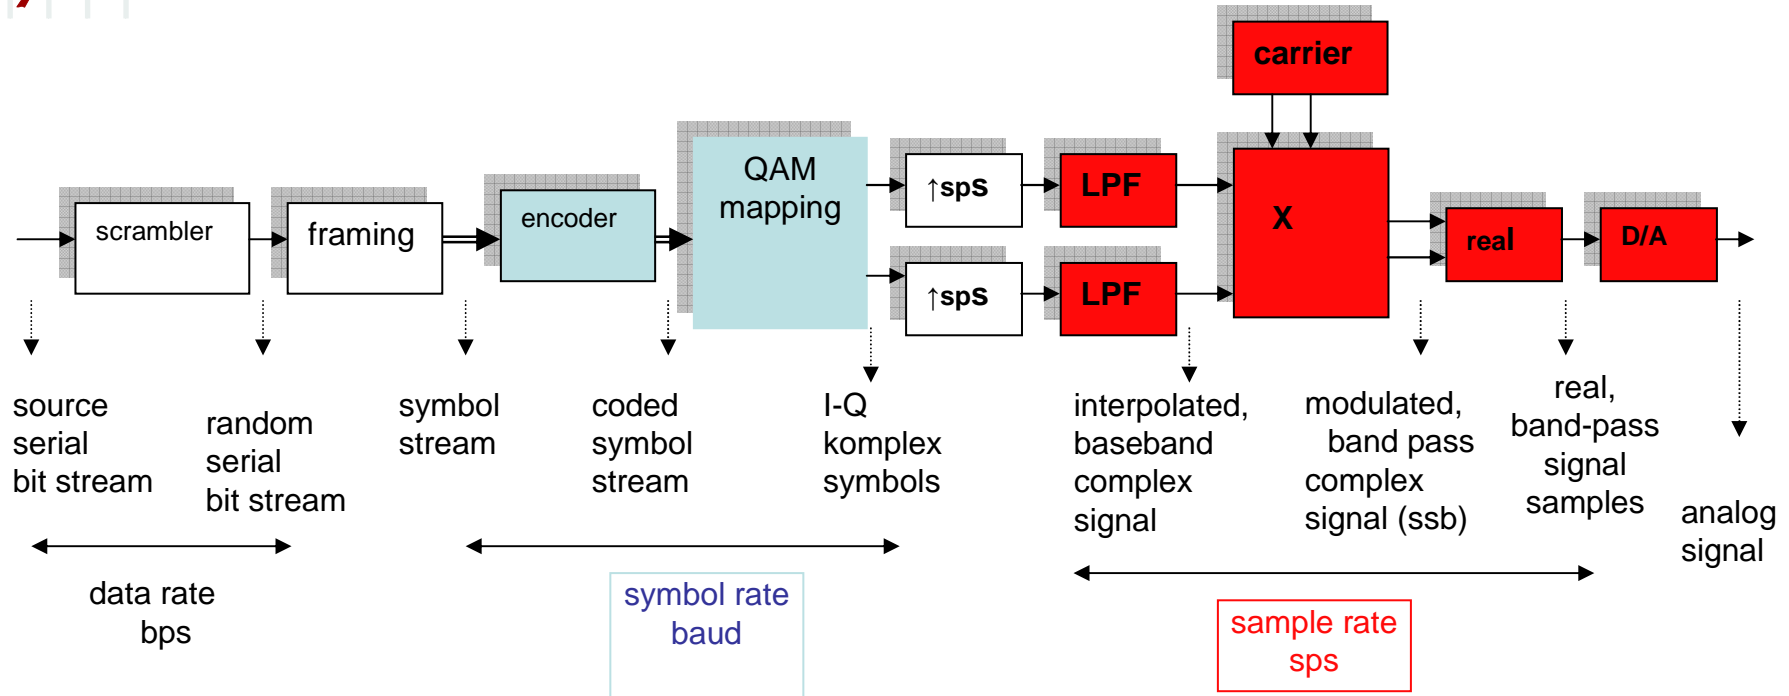 carrier
scrambler
framing
encoder
QAM
mapping
↑sps
LPF
↑sps
LPF
X
real
D/A
source
serial
bit stream
random
serial
bit stream
symbol
stream
coded
symbol
stream
I-Q
komplex
symbols
interpolated,
baseband
complex
signal
modulated,
band pass
complex
signal (ssb)
real,
band-pass
signal
samples
analog
signal
data rate
bps
symbol rate
baud
sample rate
sps